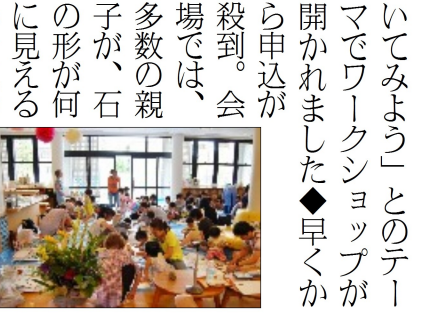 いてみよう」とのテー
マでワークショップが
開かれました◆早くか
ら申込が
殺到。会
場では、
多数の親
子が、石
の形が何
に見える